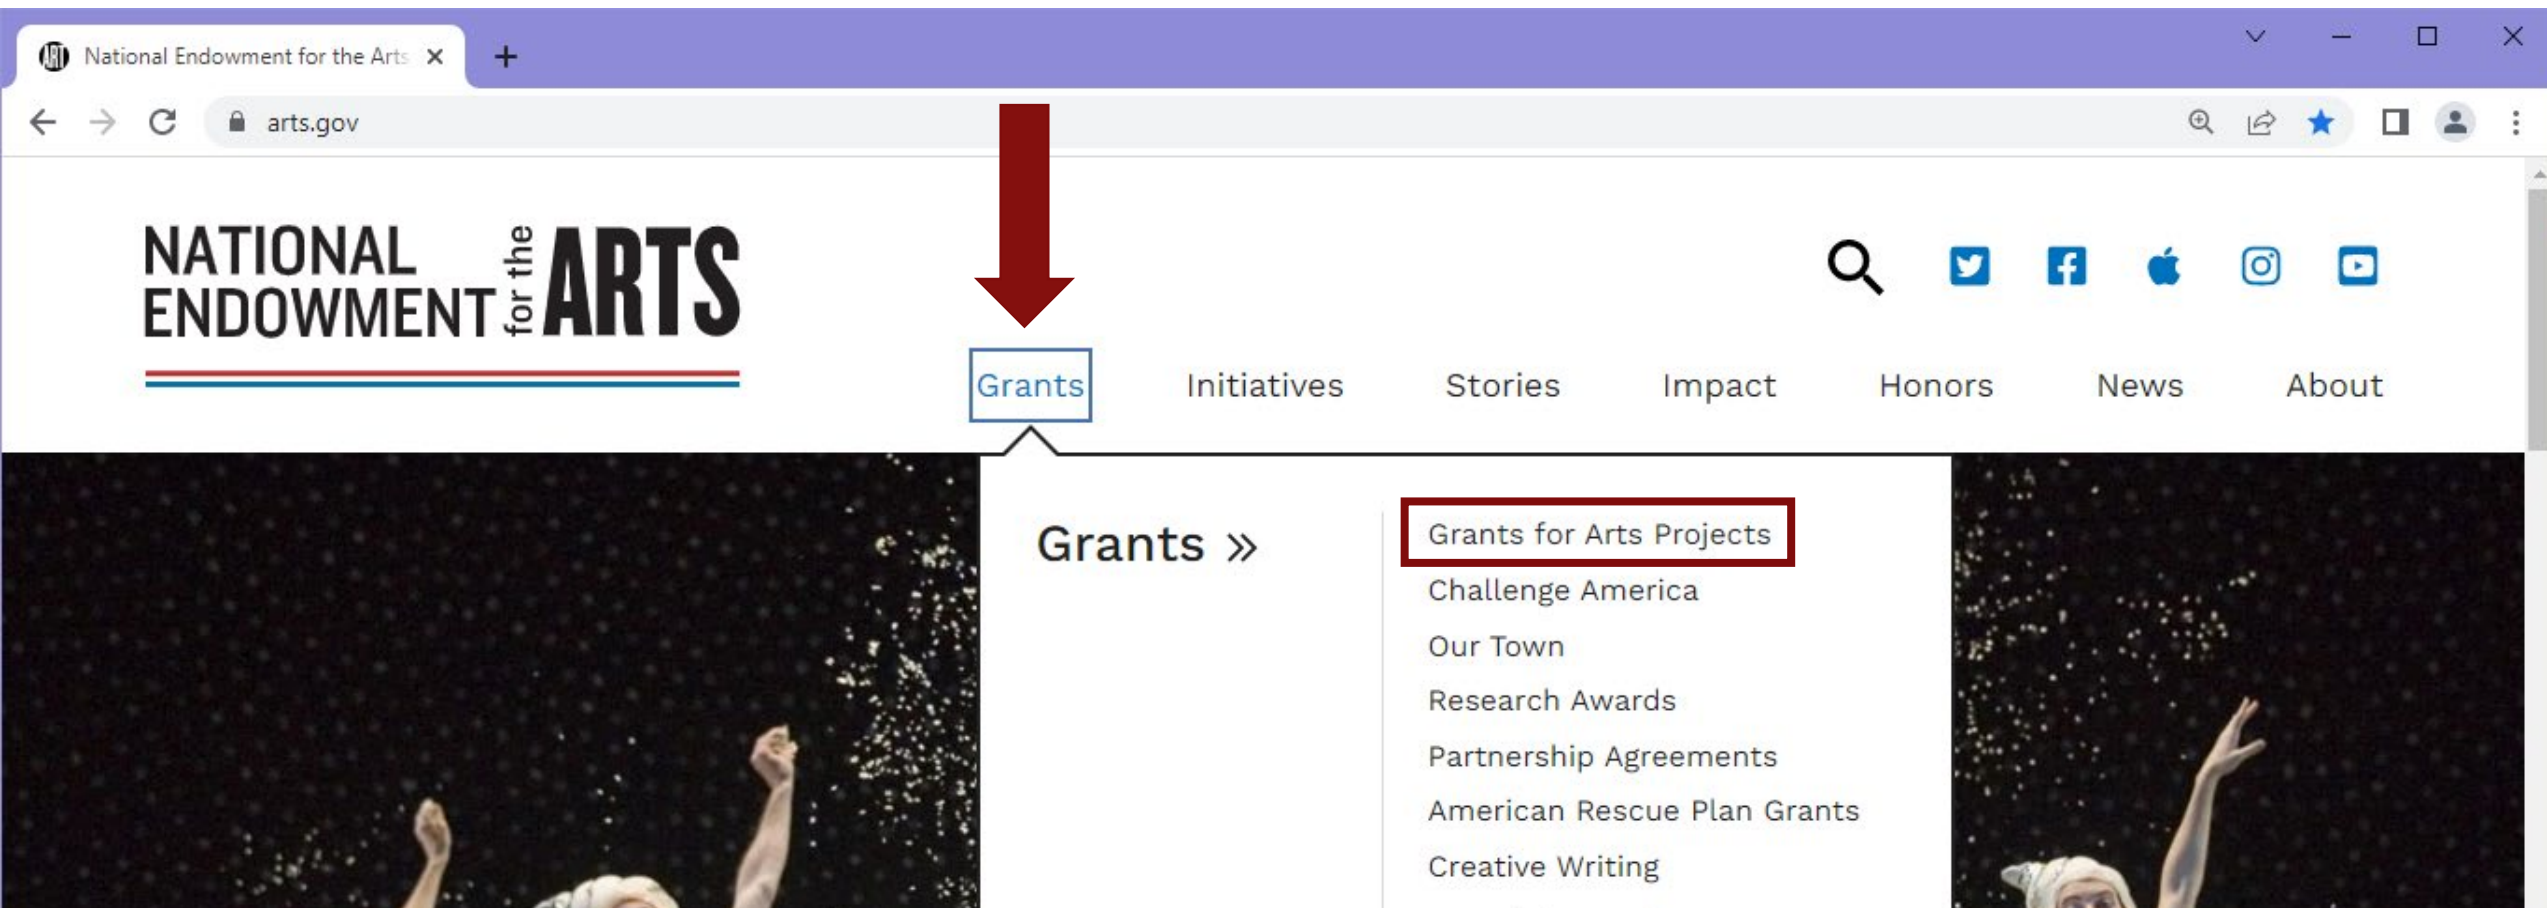 National Endowment for the Arts
arts.gov
NATIONAL
ENDOWMENT
for the
ARTS
Grants
Initiatives
Stories
Impact
Honors
News
About
Grants »
Grants for Arts Projects
Challenge America
Our Town
Research Awards
Partnership Agreements
American Rescue Plan Grants
Creative Writing